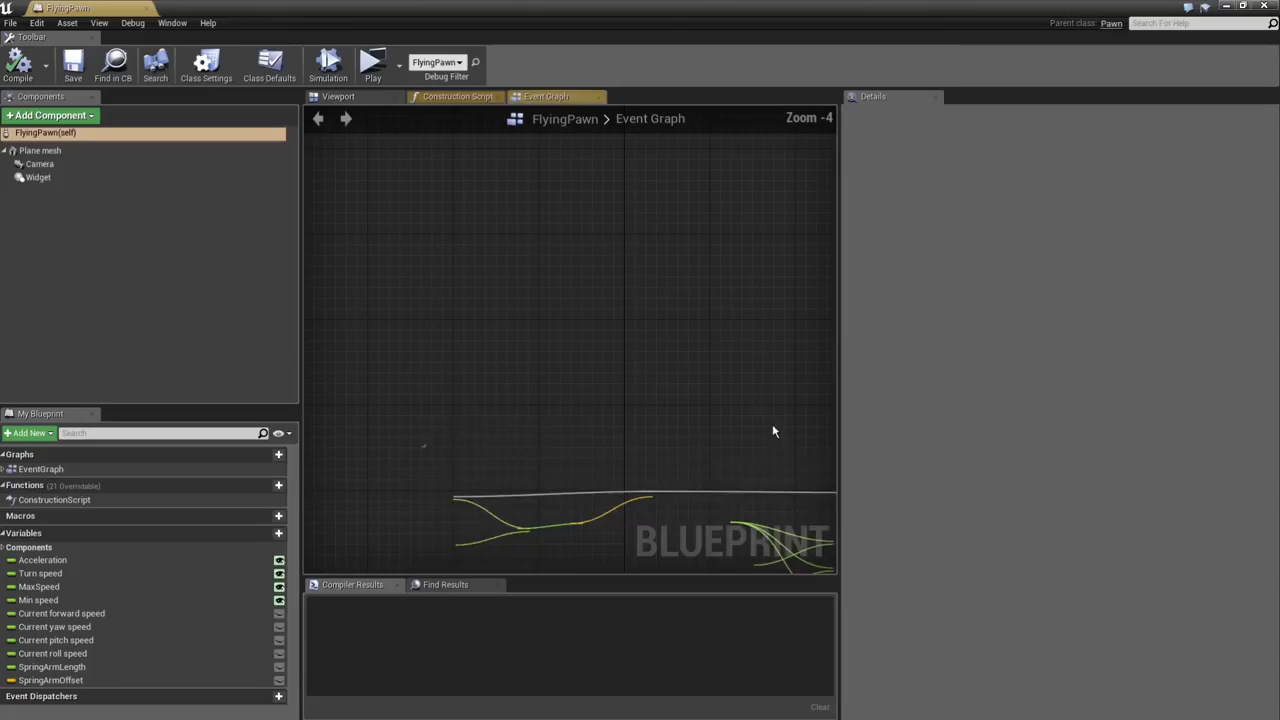 FlyingPawn
File Edit Asset View Debug Window Help
Parent class: Pawn Search For Help
Toolbar
Compile Save Find in CB Search Class Settings Class Defaults Simulation Play FlyingPawn Debug Filter
Components
+Add Component
FlyingPawn(self)
Plane mesh
Camera
Widget
My Blueprint
+Add New Search
Graphs
EventGraph
Functions (21 Overridable)
ConstructionScript
Macros
Variables
Components
Acceleration
Turn speed
MaxSpeed
Min speed
Current forward speed
Current yaw speed
Current pitch speed
Current roll speed
SpringArmLength
SpringArmOffset
Event Dispatchers
Viewport Construction Script Event Graph
FlyingPawn > Event Graph Zoom -4
BLUEPRINT
Compiler Results Find Results
Clear
Details